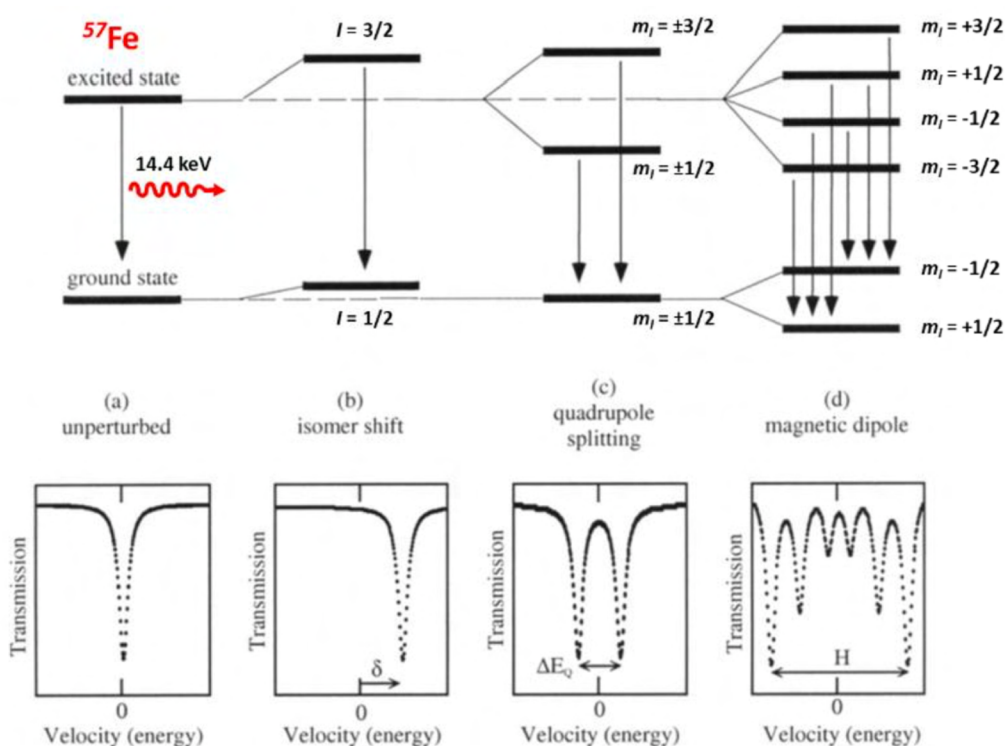 ⁵⁷Fe
excited state
14.4 keV
ground state
I = 3/2
I = 1/2
mI = ±3/2
mI = ±1/2
mI = ±1/2
mI = +3/2
mI = +1/2
mI = -1/2
mI = -3/2
mI = -1/2
mI = +1/2
(a)
unperturbed
(b)
isomer shift
(c)
quadrupole
splitting
(d)
magnetic dipole
Transmission
0
Velocity (energy)
Transmission
δ
0
Velocity (energy)
Transmission
ΔEQ
0
Velocity (energy)
Transmission
H
0
Velocity (energy)